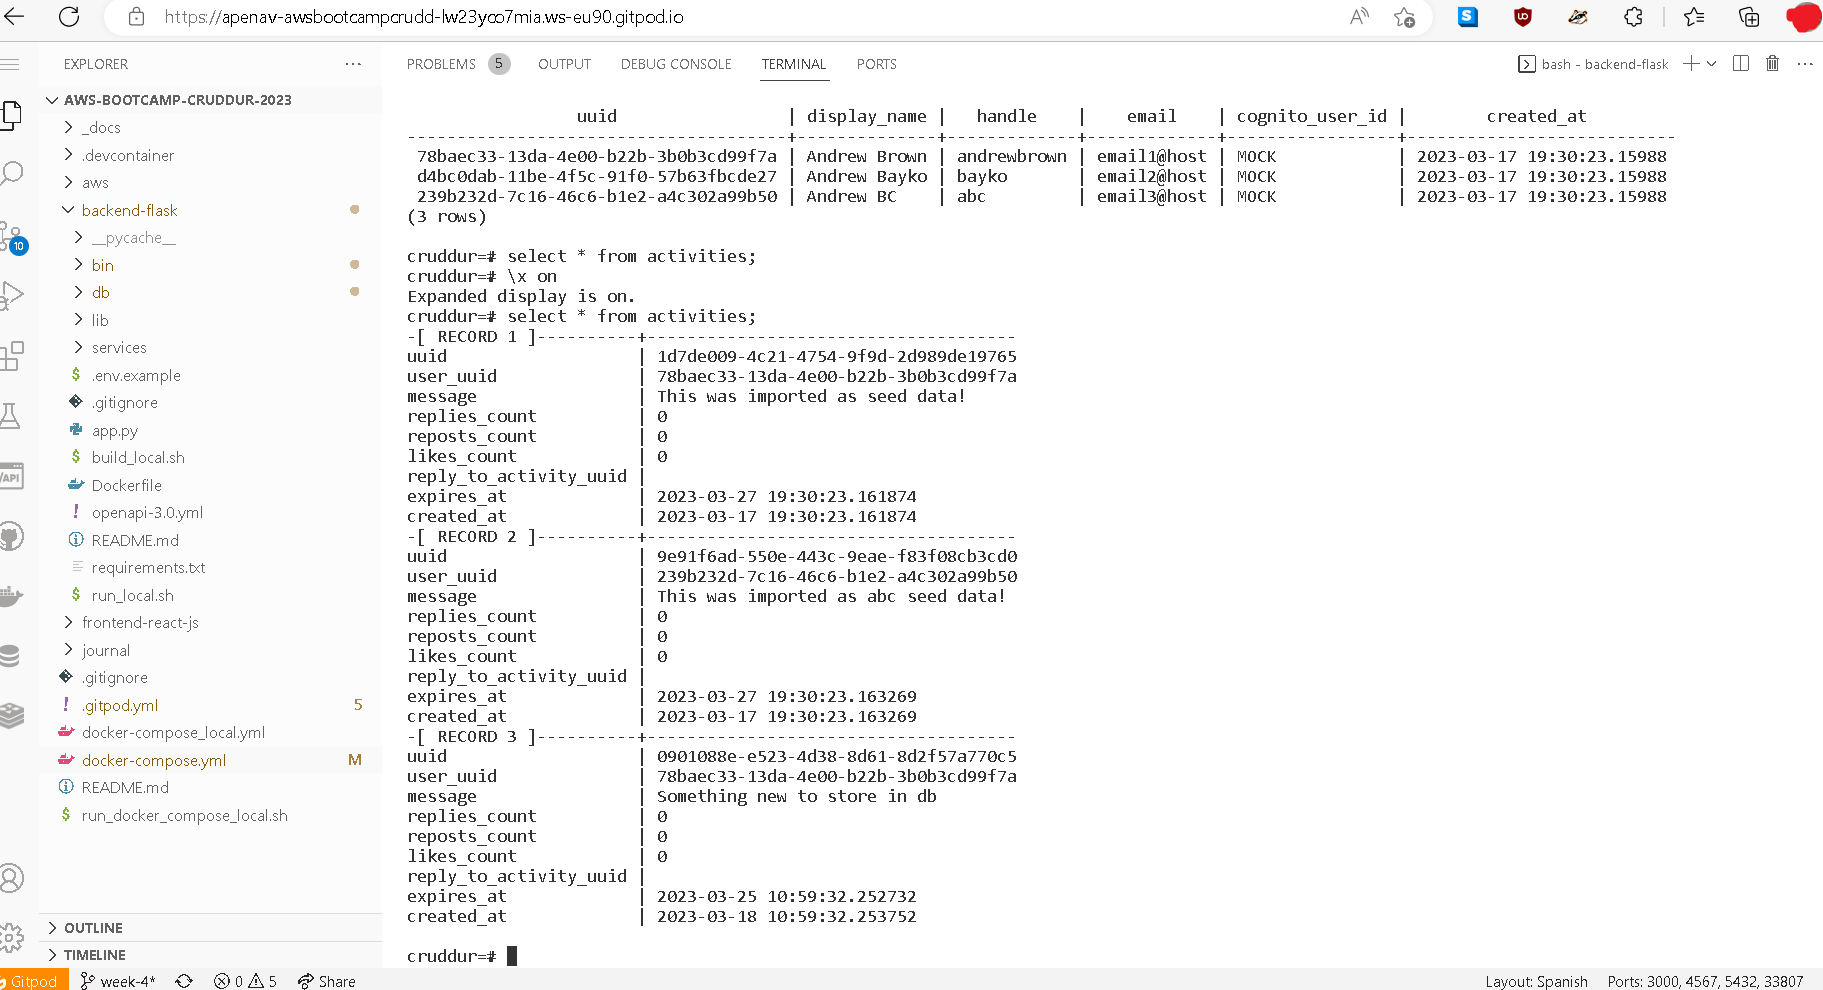 https://apenav-awsbootcampcrudd-lw23yoo7mia.ws-eu90.gitpod.io
EXPLORER
AWS-BOOTCAMP-CRUDDUR-2023
_docs
.devcontainer
aws
backend-flask
__pycache__
bin
db
lib
services
$ .env.example
.gitignore
app.py
$ build_local.sh
Dockerfile
! openapi-3.0.yml
README.md
requirements.txt
$ run_local.sh
frontend-react-js
journal
.gitignore
! .gitpod.yml 5
docker-compose_local.yml
docker-compose.yml M
README.md
$ run_docker_compose_local.sh
OUTLINE
TIMELINE
10
/API
PROBLEMS 5 OUTPUT DEBUG CONSOLE TERMINAL PORTS
bash - backend-flask
uuid | display_name | handle | email | cognito_user_id | created_at
--------------------------------------+--------------+-------------+-------------+-----------------+---------------------------
78baec33-13da-4e00-b22b-3b0b3cd99f7a | Andrew Brown | andrewbrown | email1@host | MOCK | 2023-03-17 19:30:23.15988
d4bc0dab-11be-4f5c-91f0-57b63fbcde27 | Andrew Bayko | bayko | email2@host | MOCK | 2023-03-17 19:30:23.15988
239b232d-7c16-46c6-b1e2-a4c302a99b50 | Andrew BC | abc | email3@host | MOCK | 2023-03-17 19:30:23.15988
(3 rows)
cruddur=# select * from activities;
cruddur=# \x on
Expanded display is on.
cruddur=# select * from activities;
-[ RECORD 1 ]----------+-------------------------------------
uuid | 1d7de009-4c21-4754-9f9d-2d989de19765
user_uuid | 78baec33-13da-4e00-b22b-3b0b3cd99f7a
message | This was imported as seed data!
replies_count | 0
reposts_count | 0
likes_count | 0
reply_to_activity_uuid |
expires_at | 2023-03-27 19:30:23.161874
created_at | 2023-03-17 19:30:23.161874
-[ RECORD 2 ]----------+-------------------------------------
uuid | 9e91f6ad-550e-443c-9eae-f83f08cb3cd0
user_uuid | 239b232d-7c16-46c6-b1e2-a4c302a99b50
message | This was imported as abc seed data!
replies_count | 0
reposts_count | 0
likes_count | 0
reply_to_activity_uuid |
expires_at | 2023-03-27 19:30:23.163269
created_at | 2023-03-17 19:30:23.163269
-[ RECORD 3 ]----------+-------------------------------------
uuid | 0901088e-e523-4d38-8d61-8d2f57a770c5
user_uuid | 78baec33-13da-4e00-b22b-3b0b3cd99f7a
message | Something new to store in db
replies_count | 0
reposts_count | 0
likes_count | 0
reply_to_activity_uuid |
expires_at | 2023-03-25 10:59:32.252732
created_at | 2023-03-18 10:59:32.253752
cruddur=#
Gitpod week-4* 0 5 Share Layout: Spanish Ports: 3000, 4567, 5432, 33807